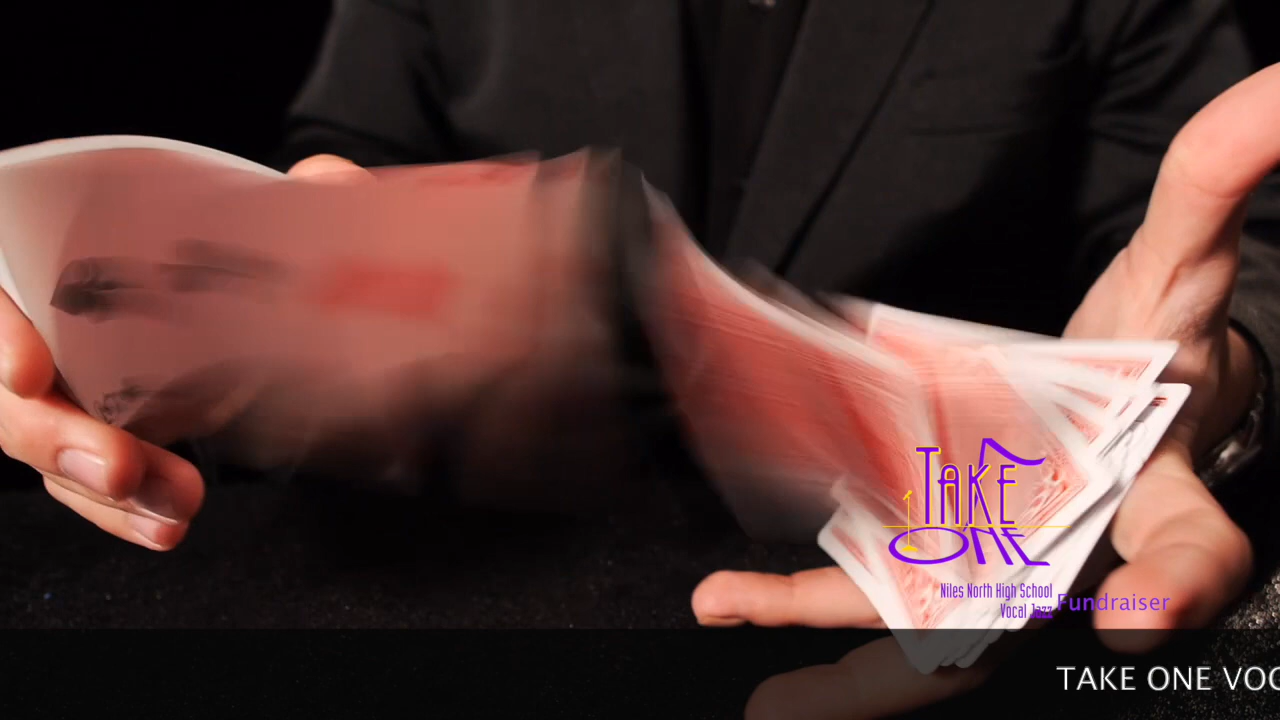 TAKE
ONE
Niles North High School
Vocal Jazz Fundraiser
TAKE ONE VOC